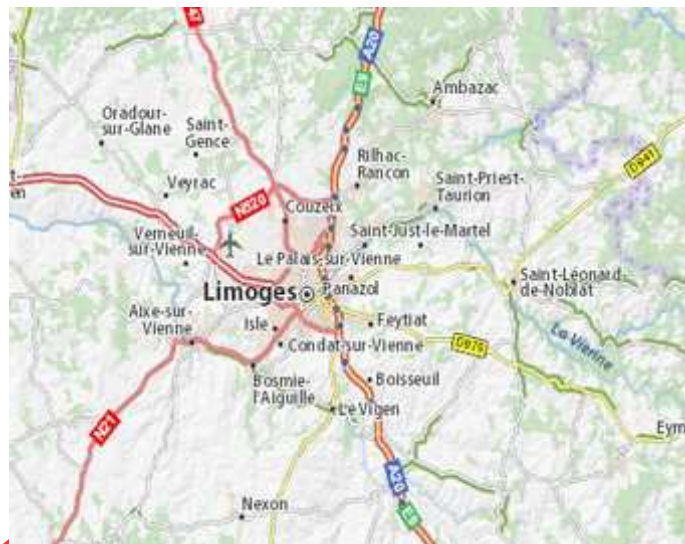 A20
E9
Ambazac
Oradour-
sur-Glane
Saint-
Gence
Rilhac-
Rancon
D941
Veyrac
N520
Couzeix
Saint-Priest-
Taurion
Verneuil-
sur-Vienne
Saint-Just-le-Martel
Le Palais-sur-Vienne
Limoges
Panazol
Saint-Léonard-
de-Noblat
Aixe-sur-
Vienne
Isle
Feytiat
La Vienne
Condat-sur-Vienne
D979
Bosmie-
l'Aiguille
Boisseuil
Le Vigen
N21
Eym
A20
Nexon